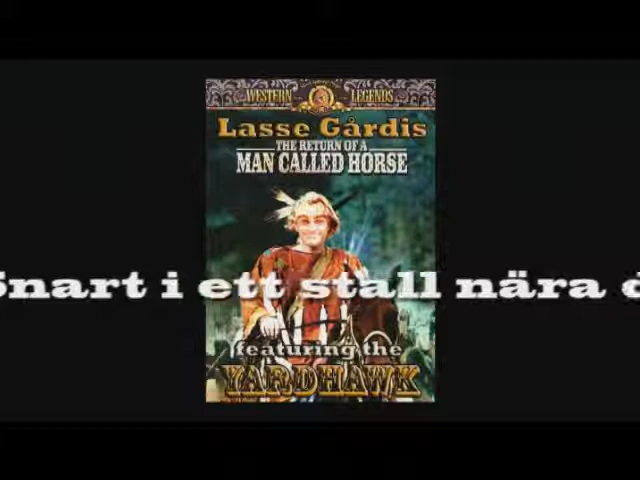 WESTERN LEGENDS
Lasse Gårdis
THE RETURN OF A
MAN CALLED HORSE
Snart i ett stall nära d
featuring the
YARDHAWK